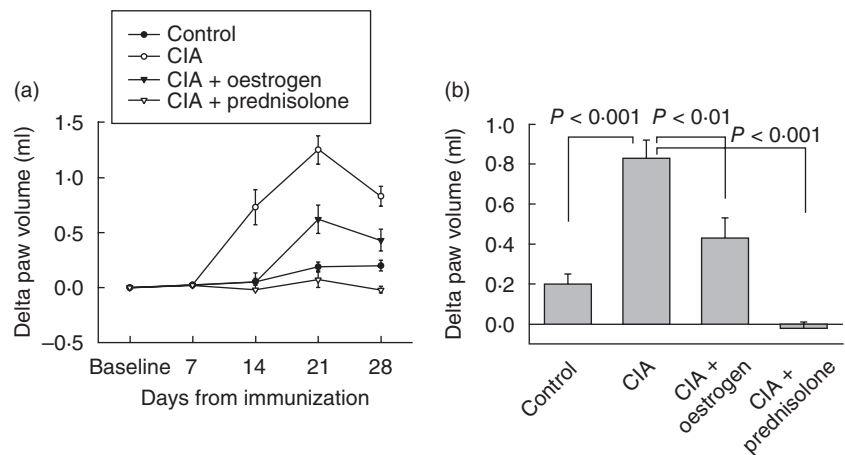 Control
CIA
CIA + oestrogen
CIA + prednisolone
(a)
1·5
1·0
0·5
0·0
–0·5
Delta paw volume (ml)
Baseline 7 14 21 28
Days from immunization
(b)
P < 0·001 P < 0·01
P < 0·001
1·0
0·8
0·6
0·4
0·2
0·0
Delta paw volume (ml)
Control
CIA
CIA +
oestrogen
CIA +
prednisolone